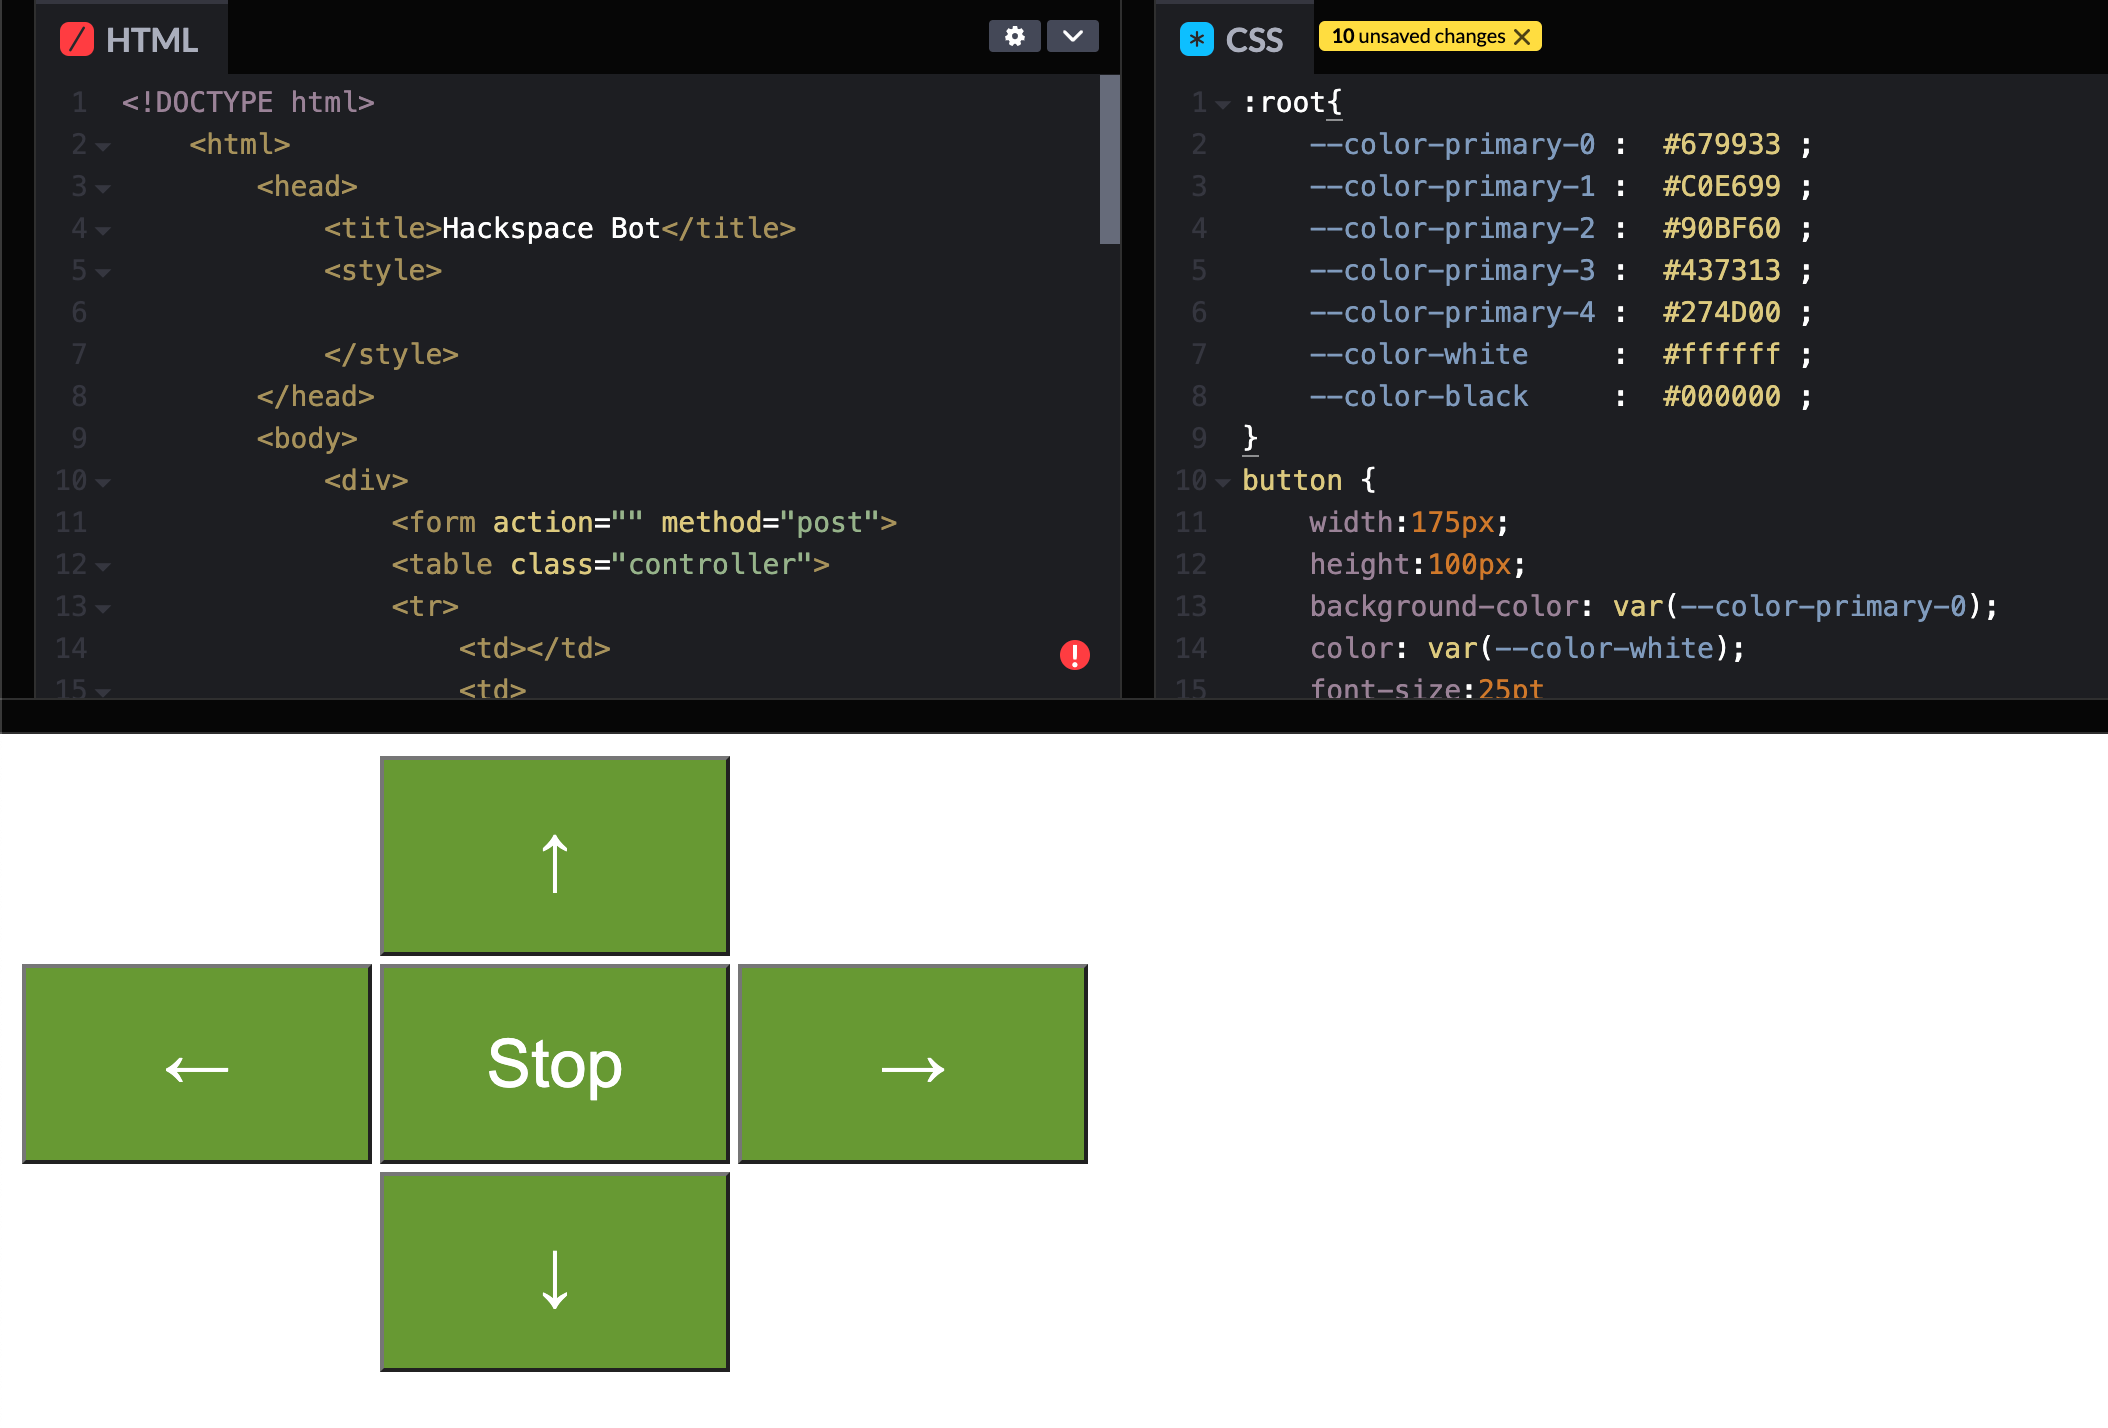 HTML
1 <!DOCTYPE html>
2 <html>
3 <head>
4 <title>Hackspace Bot</title>
5 <style>
6
7 </style>
8 </head>
9 <body>
10 <div>
11 <form action="" method="post">
12 <table class="controller">
13 <tr>
14 <td></td>
15 <td>
CSS
10 unsaved changes
1 :root{
2 --color-primary-0 : #679933 ;
3 --color-primary-1 : #C0E699 ;
4 --color-primary-2 : #90BF60 ;
5 --color-primary-3 : #437313 ;
6 --color-primary-4 : #274D00 ;
7 --color-white : #ffffff ;
8 --color-black : #000000 ;
9 }
10 button {
11 width:175px;
12 height:100px;
13 background-color: var(--color-primary-0);
14 color: var(--color-white);
15 font-size:25pt
↑
← Stop →
↓